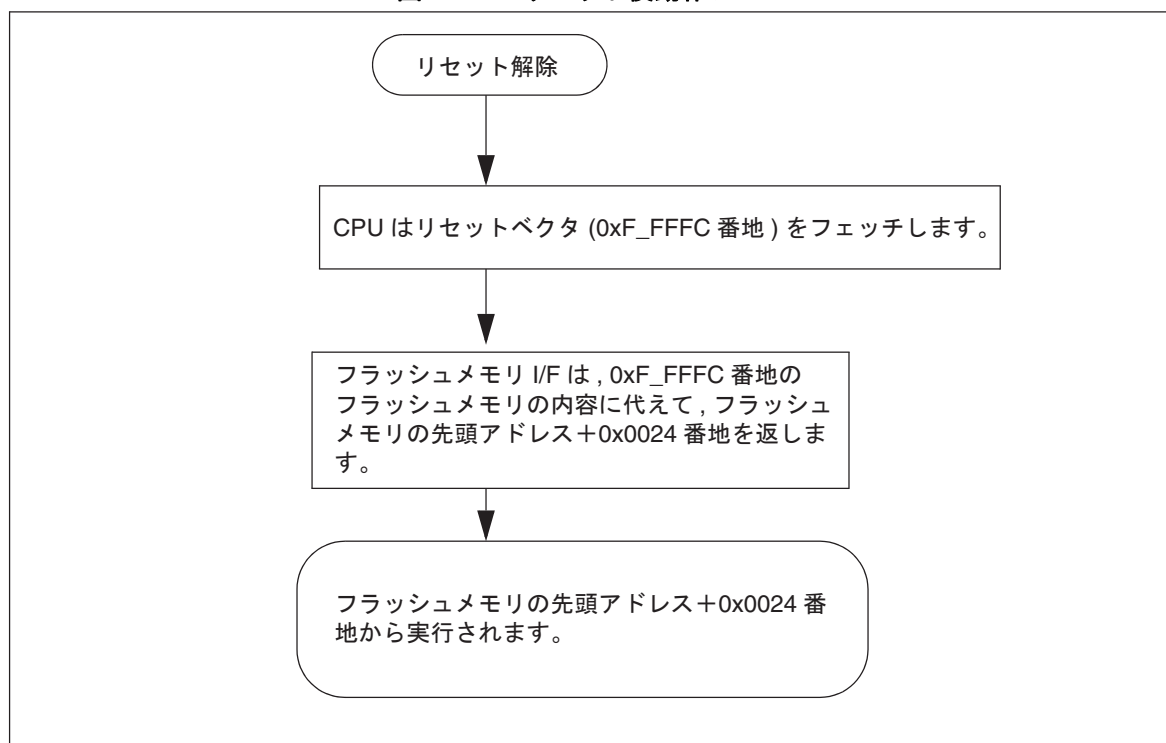 リセット解除
CPU はリセットベクタ (0xF_FFFC 番地 ) をフェッチします。
フラッシュメモリ I/F は , 0xF_FFFC 番地の
フラッシュメモリの内容に代えて , フラッシュ
メモリの先頭アドレス＋0x0024 番地を返しま
す。
フラッシュメモリの先頭アドレス＋0x0024 番
地から実行されます。